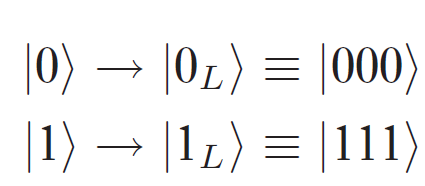 |0⟩ → |0_L⟩ ≡ |000⟩
|1⟩ → |1_L⟩ ≡ |111⟩